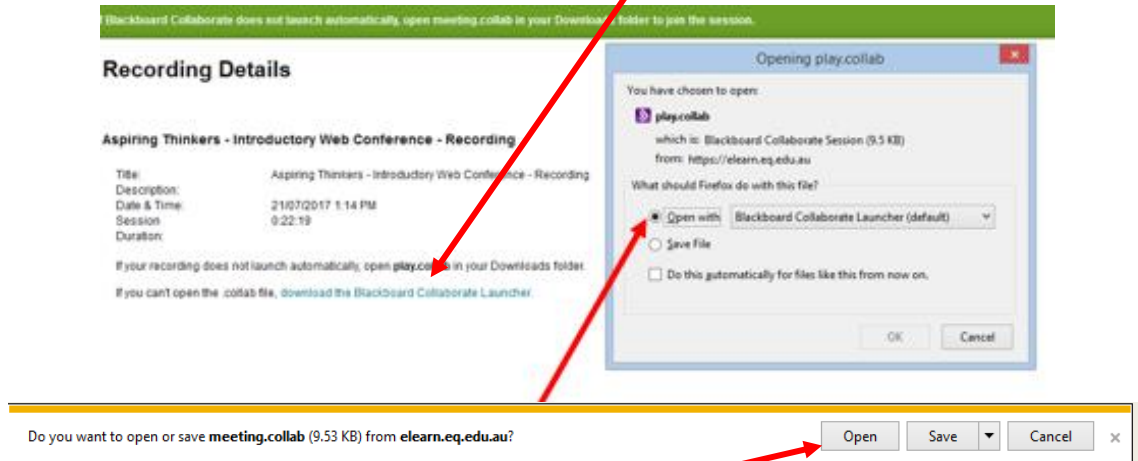 If Blackboard Collaborate does not launch automatically, open meeting.collab in your Downloads folder to join the session.
Recording Details
Aspiring Thinkers - Introductory Web Conference - Recording
Title: Aspiring Thinkers - Introductory Web Conference - Recording
Description:
Date & Time: 21/07/2017 1:14 PM
Session 0:22:19
Duration:
If your recording does not launch automatically, open play.collab in your Downloads folder.
If you can't open the .collab file, download the Blackboard Collaborate Launcher.
Opening play.collab
You have chosen to open:
play.collab
which is: Blackboard Collaborate Session (9.5 KB)
from: https://elearn.eq.edu.au
What should Firefox do with this file?
Open with Blackboard Collaborate Launcher (default)
Save File
Do this automatically for files like this from now on.
OK Cancel
Do you want to open or save meeting.collab (9.53 KB) from elearn.eq.edu.au? Open Save Cancel